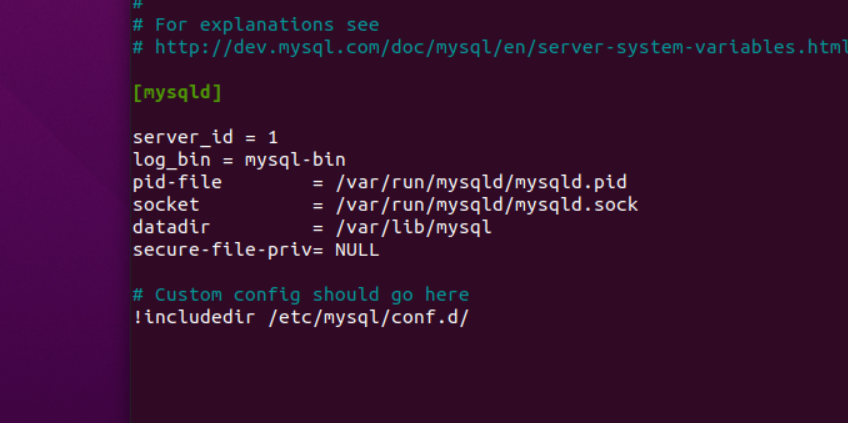 #
# For explanations see
# http://dev.mysql.com/doc/mysql/en/server-system-variables.html
[mysqld]
server_id = 1
log_bin = mysql-bin
pid-file        = /var/run/mysqld/mysqld.pid
socket          = /var/run/mysqld/mysqld.sock
datadir         = /var/lib/mysql
secure-file-priv= NULL
# Custom config should go here
!includedir /etc/mysql/conf.d/